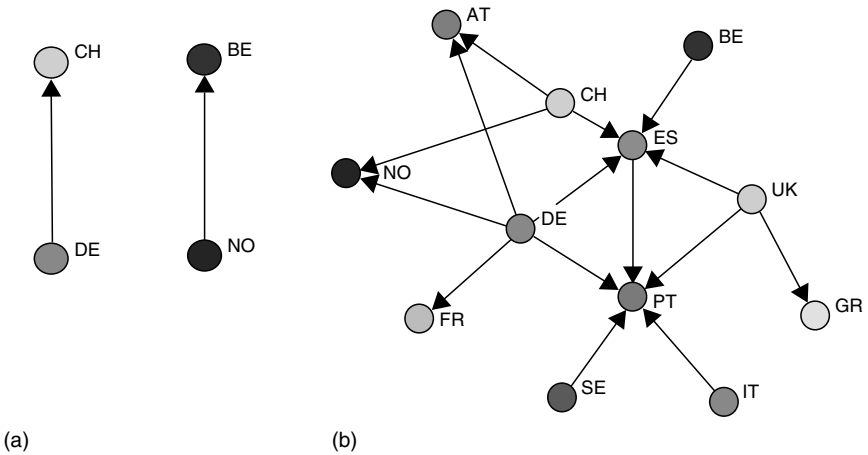 AT
CH
BE
BE
CH
ES
NO
UK
DE
DE
NO
PT
FR
GR
SE
IT
(a)
(b)